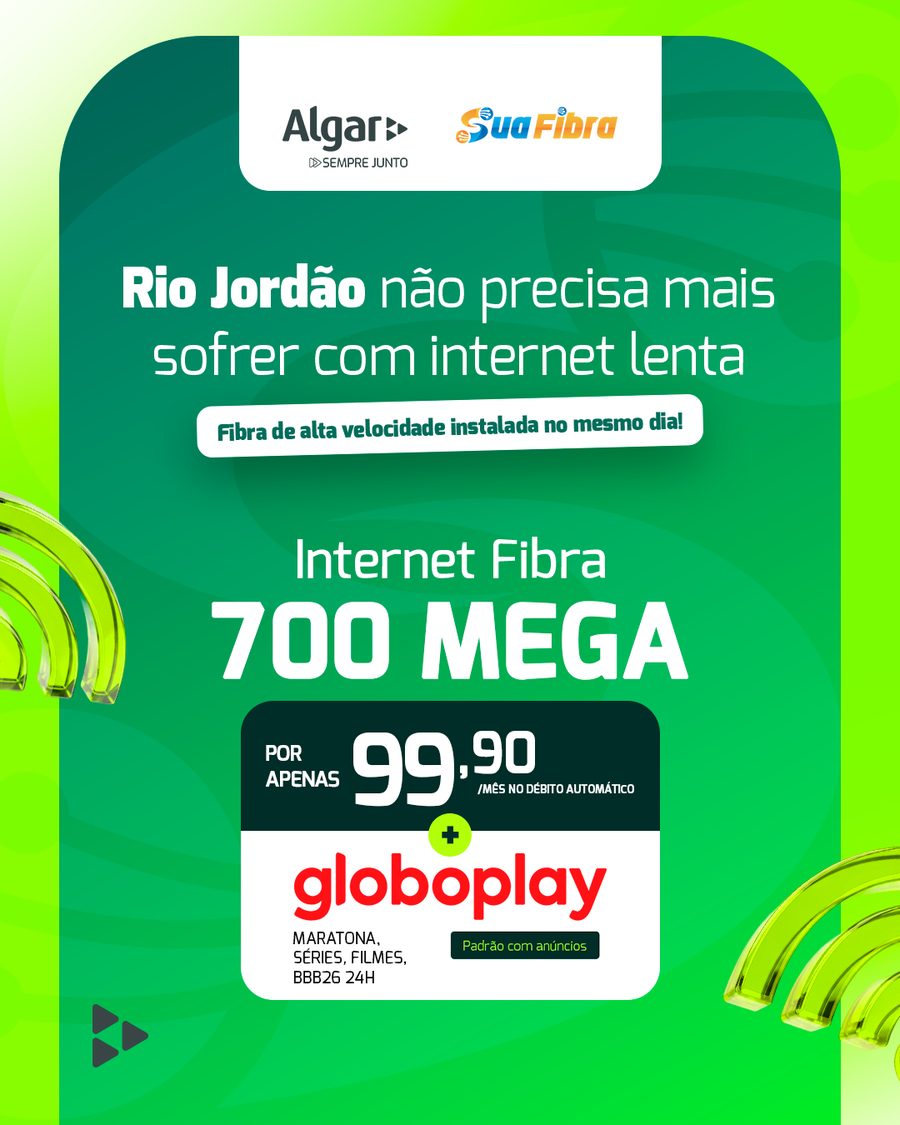 Algar
SEMPRE JUNTO
Sua Fibra
Rio Jordão não precisa mais
sofrer com internet lenta
Fibra de alta velocidade instalada no mesmo dia!
Internet Fibra
700 MEGA
POR
APENAS
99,90
/MÊS NO DÉBITO AUTOMÁTICO
+
globoplay
MARATONA,
SÉRIES, FILMES,
BBB26 24H
Padrão com anúncios